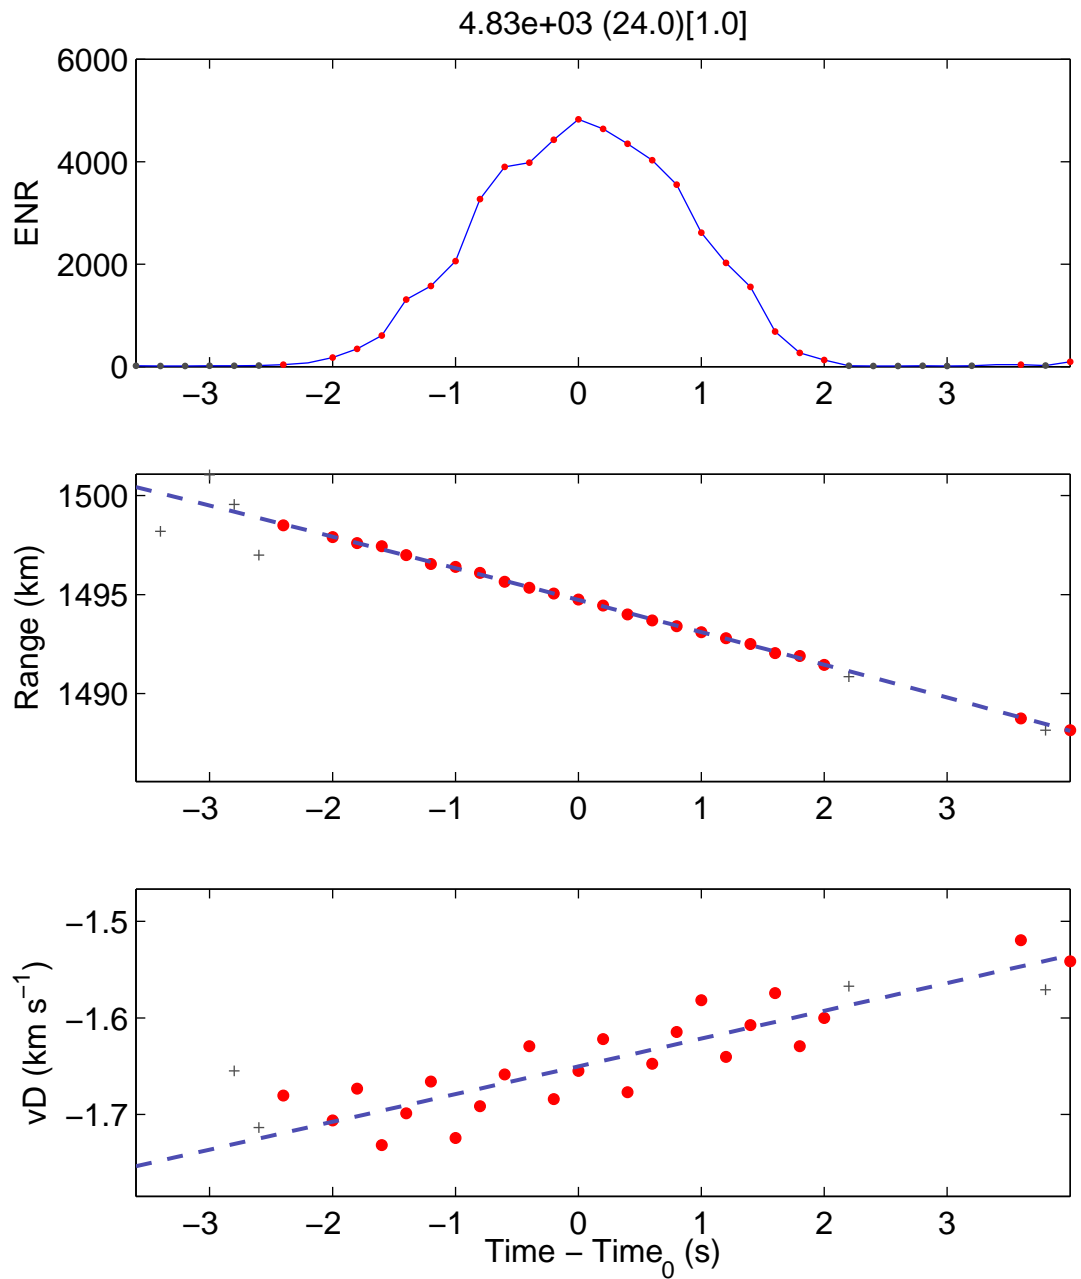 4.83e+03 (24.0)[1.0]
6000
4000
2000
0
ENR
−3 −2 −1 0 1 2 3
1500
1495
1490
Range (km)
−3 −2 −1 0 1 2 3
−1.5
−1.6
−1.7
vD (km s−1)
−3 −2 −1 0 1 2 3
Time − Time0 (s)